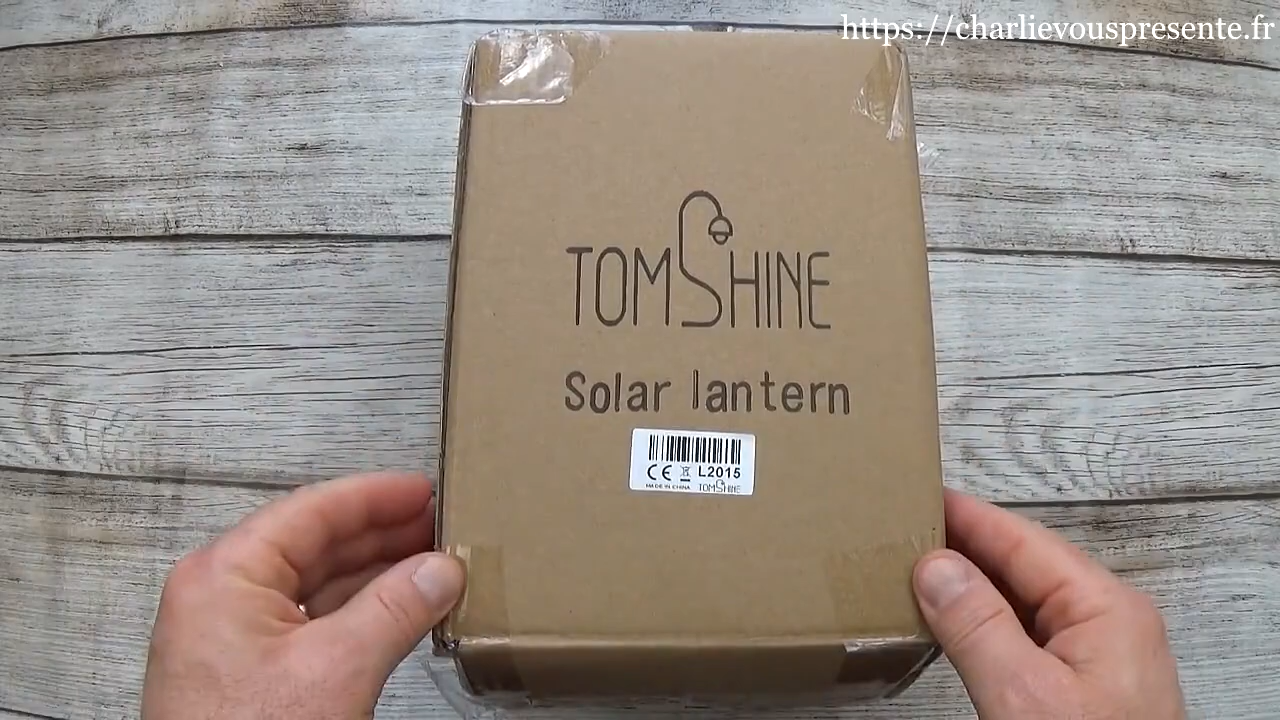 https://charlievouspresente.fr
TOMSHINE
Solar lantern
CE L2015
MADE IN CHINA TOMSHINE